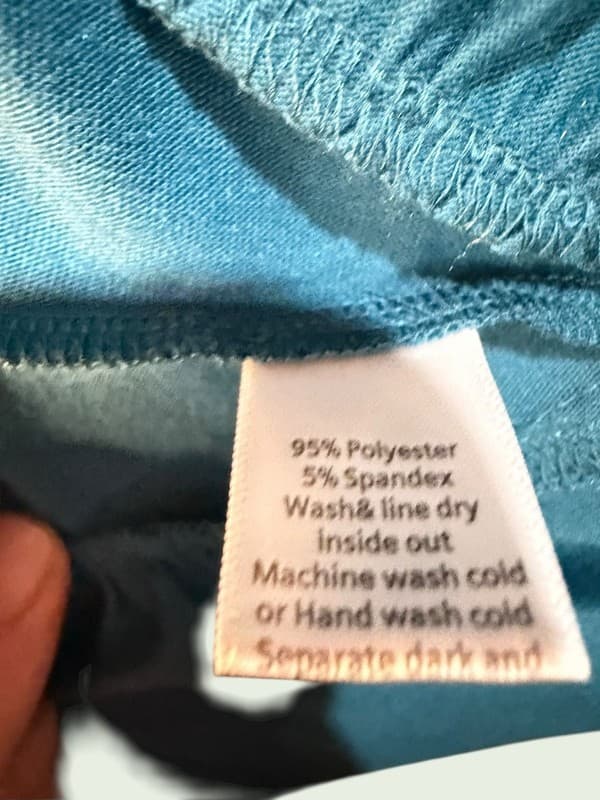 95% Polyester
5% Spandex
Wash& line dry
inside out
Machine wash cold
or Hand wash cold
Separate dark and